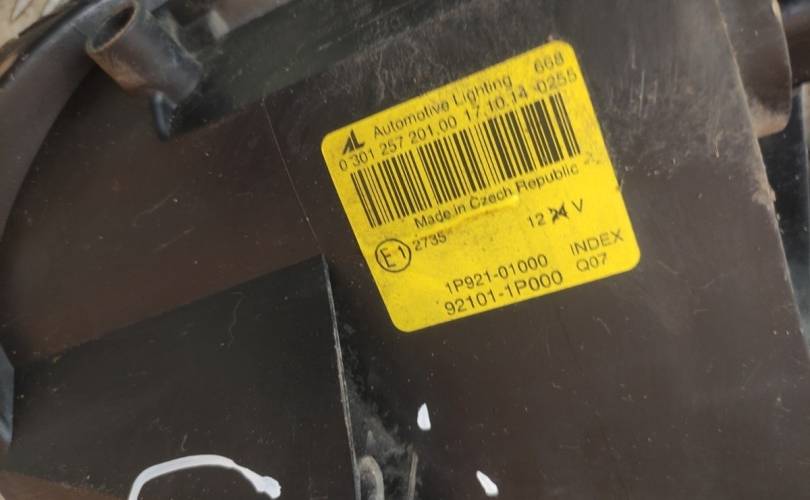 AL Automotive Lighting 668
0 301 257 201 00 17.10.14 0255
Made in Czech Republic
E1 2735 12 V
1P921-01000 INDEX
92101-1P000 Q07